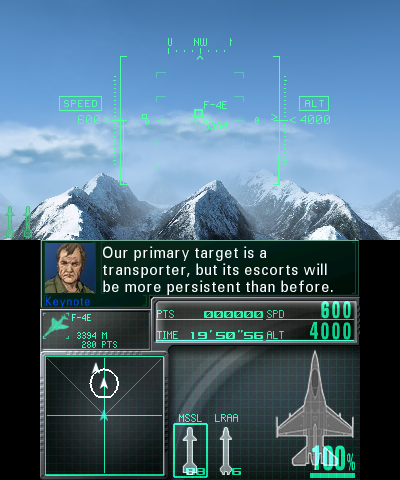 NW
SPEED
600
F-4E
ALT
4000
Our primary target is a
transporter, but its escorts will
be more persistent than before.
Keynote
F-4E
3394 M
280 PTS
PTS 000000 SPD 600
TIME 19'50"56 ALT 4000
MSSL LRAA
6
100%